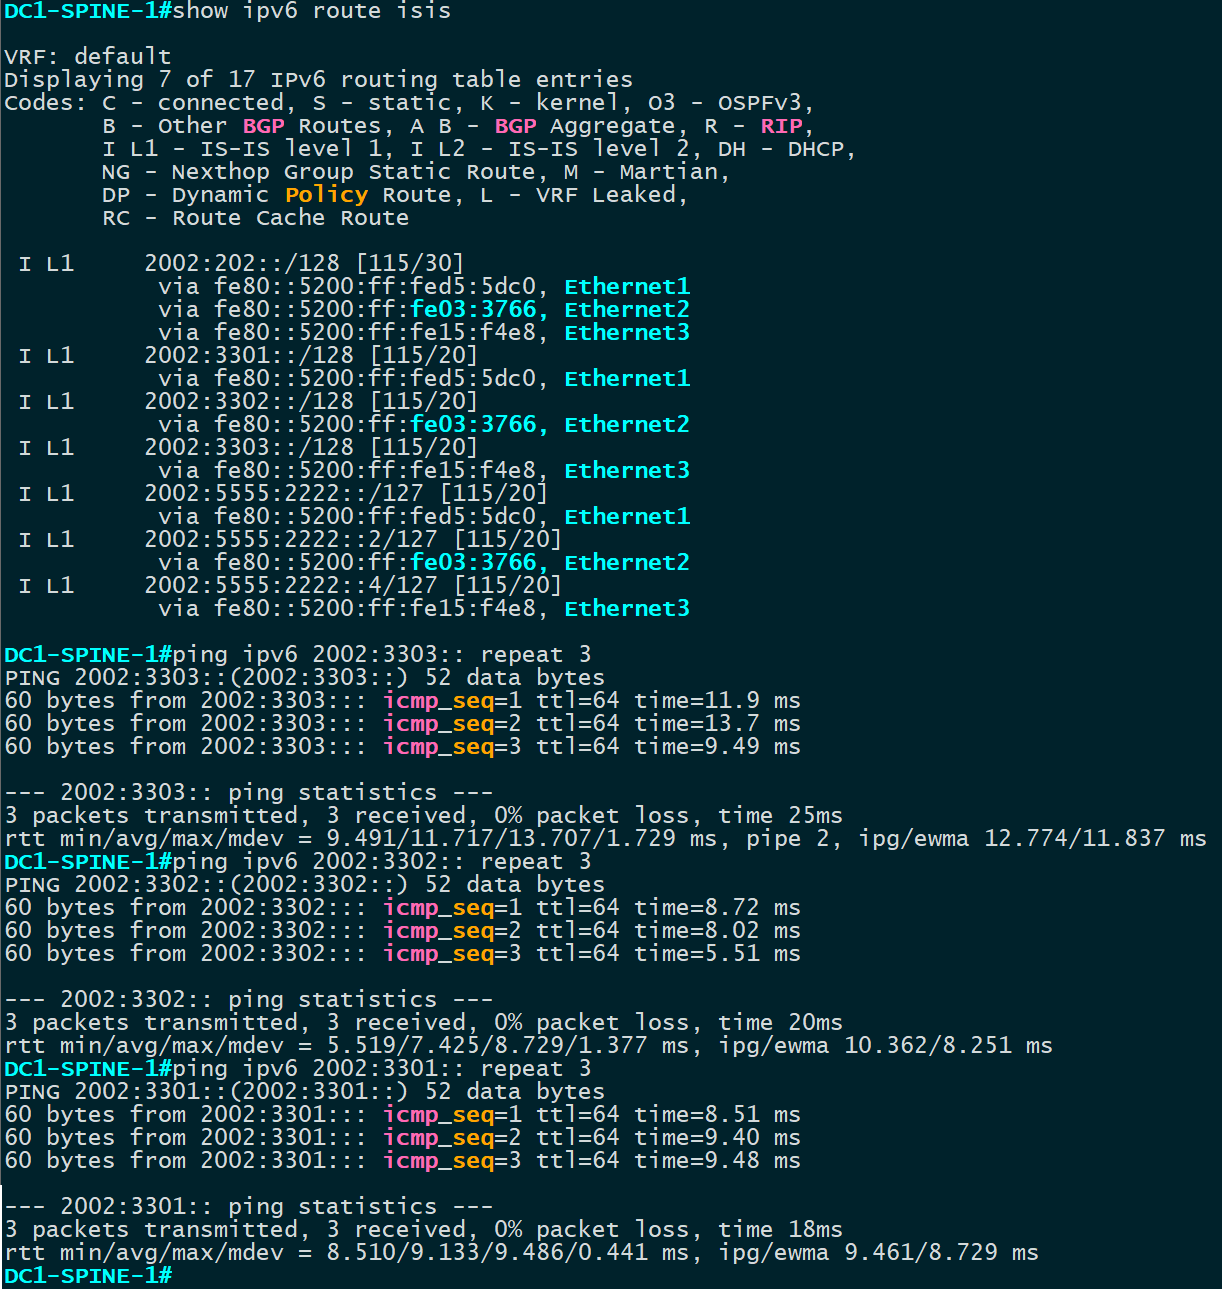 DC1-SPINE-1#show ipv6 route isis

VRF: default
Displaying 7 of 17 IPv6 routing table entries
Codes: C - connected, S - static, K - kernel, O3 - OSPFv3,
       B - Other BGP Routes, A B - BGP Aggregate, R - RIP,
       I L1 - IS-IS level 1, I L2 - IS-IS level 2, DH - DHCP,
       NG - Nexthop Group Static Route, M - Martian,
       DP - Dynamic Policy Route, L - VRF Leaked,
       RC - Route Cache Route

 I L1     2002:202::/128 [115/30]
           via fe80::5200:ff:fed5:5dc0, Ethernet1
           via fe80::5200:ff:fe03:3766, Ethernet2
           via fe80::5200:ff:fe15:f4e8, Ethernet3
 I L1     2002:3301::/128 [115/20]
           via fe80::5200:ff:fed5:5dc0, Ethernet1
 I L1     2002:3302::/128 [115/20]
           via fe80::5200:ff:fe03:3766, Ethernet2
 I L1     2002:3303::/128 [115/20]
           via fe80::5200:ff:fe15:f4e8, Ethernet3
 I L1     2002:5555:2222::/127 [115/20]
           via fe80::5200:ff:fed5:5dc0, Ethernet1
 I L1     2002:5555:2222::2/127 [115/20]
           via fe80::5200:ff:fe03:3766, Ethernet2
 I L1     2002:5555:2222::4/127 [115/20]
           via fe80::5200:ff:fe15:f4e8, Ethernet3

DC1-SPINE-1#ping ipv6 2002:3303:: repeat 3
PING 2002:3303::(2002:3303::) 52 data bytes
60 bytes from 2002:3303::: icmp_seq=1 ttl=64 time=11.9 ms
60 bytes from 2002:3303::: icmp_seq=2 ttl=64 time=13.7 ms
60 bytes from 2002:3303::: icmp_seq=3 ttl=64 time=9.49 ms

--- 2002:3303:: ping statistics ---
3 packets transmitted, 3 received, 0% packet loss, time 25ms
rtt min/avg/max/mdev = 9.491/11.717/13.707/1.729 ms, pipe 2, ipg/ewma 12.774/11.837 ms
DC1-SPINE-1#ping ipv6 2002:3302:: repeat 3
PING 2002:3302::(2002:3302::) 52 data bytes
60 bytes from 2002:3302::: icmp_seq=1 ttl=64 time=8.72 ms
60 bytes from 2002:3302::: icmp_seq=2 ttl=64 time=8.02 ms
60 bytes from 2002:3302::: icmp_seq=3 ttl=64 time=5.51 ms

--- 2002:3302:: ping statistics ---
3 packets transmitted, 3 received, 0% packet loss, time 20ms
rtt min/avg/max/mdev = 5.519/7.425/8.729/1.377 ms, ipg/ewma 10.362/8.251 ms
DC1-SPINE-1#ping ipv6 2002:3301:: repeat 3
PING 2002:3301::(2002:3301::) 52 data bytes
60 bytes from 2002:3301::: icmp_seq=1 ttl=64 time=8.51 ms
60 bytes from 2002:3301::: icmp_seq=2 ttl=64 time=9.40 ms
60 bytes from 2002:3301::: icmp_seq=3 ttl=64 time=9.48 ms

--- 2002:3301:: ping statistics ---
3 packets transmitted, 3 received, 0% packet loss, time 18ms
rtt min/avg/max/mdev = 8.510/9.133/9.486/0.441 ms, ipg/ewma 9.461/8.729 ms
DC1-SPINE-1#